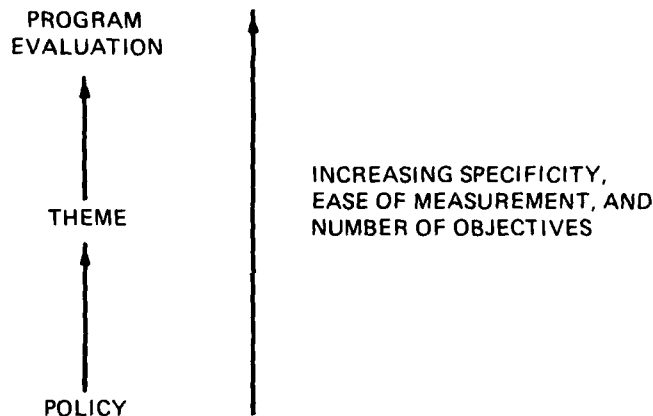 PROGRAM
EVALUATION
INCREASING SPECIFICITY,
EASE OF MEASUREMENT, AND
NUMBER OF OBJECTIVES
THEME
POLICY